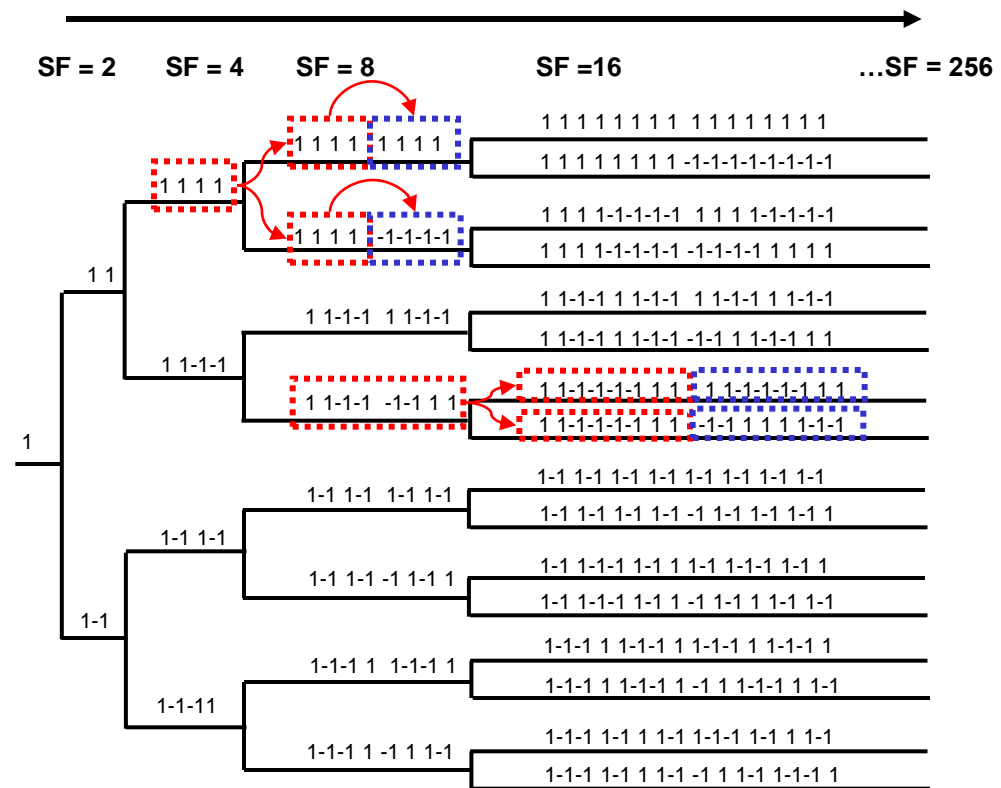 SF = 2 SF = 4 SF = 8 SF =16 ...SF = 256
1 1 1 1 1 1 1 1 1 1 1 1 1 1 1 1
1 1 1 1 1 1 1 1
1 1 1 1 1 1 1 1 -1-1-1-1-1-1-1-1
1 1 1 1
1 1 1 1-1-1-1-1 1 1 1 1-1-1-1-1
1 1 1 1 -1-1-1-1
1 1 1 1-1-1-1-1 -1-1-1-1 1 1 1 1
1 1
1 1-1-1 1 1-1-1 1 1-1-1 1 1-1-1
1 1-1-1 1 1-1-1
1 1-1-1 1 1-1-1 -1-1 1 1-1-1 1 1
1 1-1-1
1 1-1-1-1-1 1 1 1 1-1-1-1-1 1 1
1 1-1-1 -1-1 1 1
1 1-1-1-1-1 1 1 -1-1 1 1 1 1-1-1
1
1-1 1-1 1-1 1-1 1-1 1-1 1-1 1-1
1-1 1-1 1-1 1-1
1-1 1-1 1-1 1-1 -1 1-1 1-1 1-1 1
1-1 1-1
1-1 1-1-1 1-1 1 1-1 1-1-1 1-1 1
1-1 1-1 -1 1-1 1
1-1 1-1-1 1-1 1 -1 1-1 1 1-1 1-1
1-1
1-1-1 1 1-1-1 1 1-1-1 1 1-1-1 1
1-1-1 1 1-1-1 1
1-1-1 1 1-1-1 1 -1 1 1-1-1 1 1-1
1-1-11
1-1-1 1-1 1 1-1 1-1-1 1-1 1 1-1
1-1-1 1 -1 1 1-1
1-1-1 1-1 1 1-1 -1 1 1-1 1-1-1 1